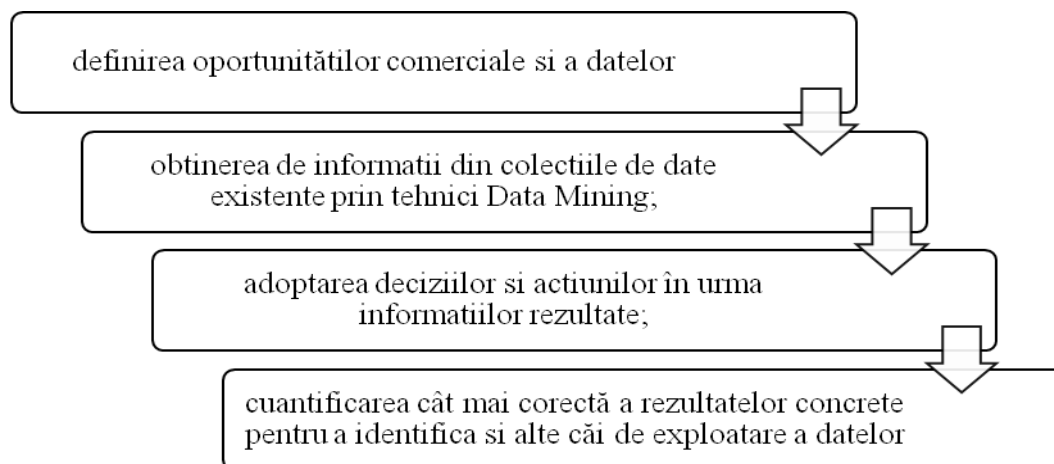 definirea oportunitătilor comerciale si a datelor
obtinerea de informatii din colectiile de date
existente prin tehnici Data Mining;
adoptarea deciziilor si actiunilor în urma
informatiilor rezultate;
cuantificarea cât mai corectă a rezultatelor concrete
pentru a identifica si alte căi de exploatare a datelor